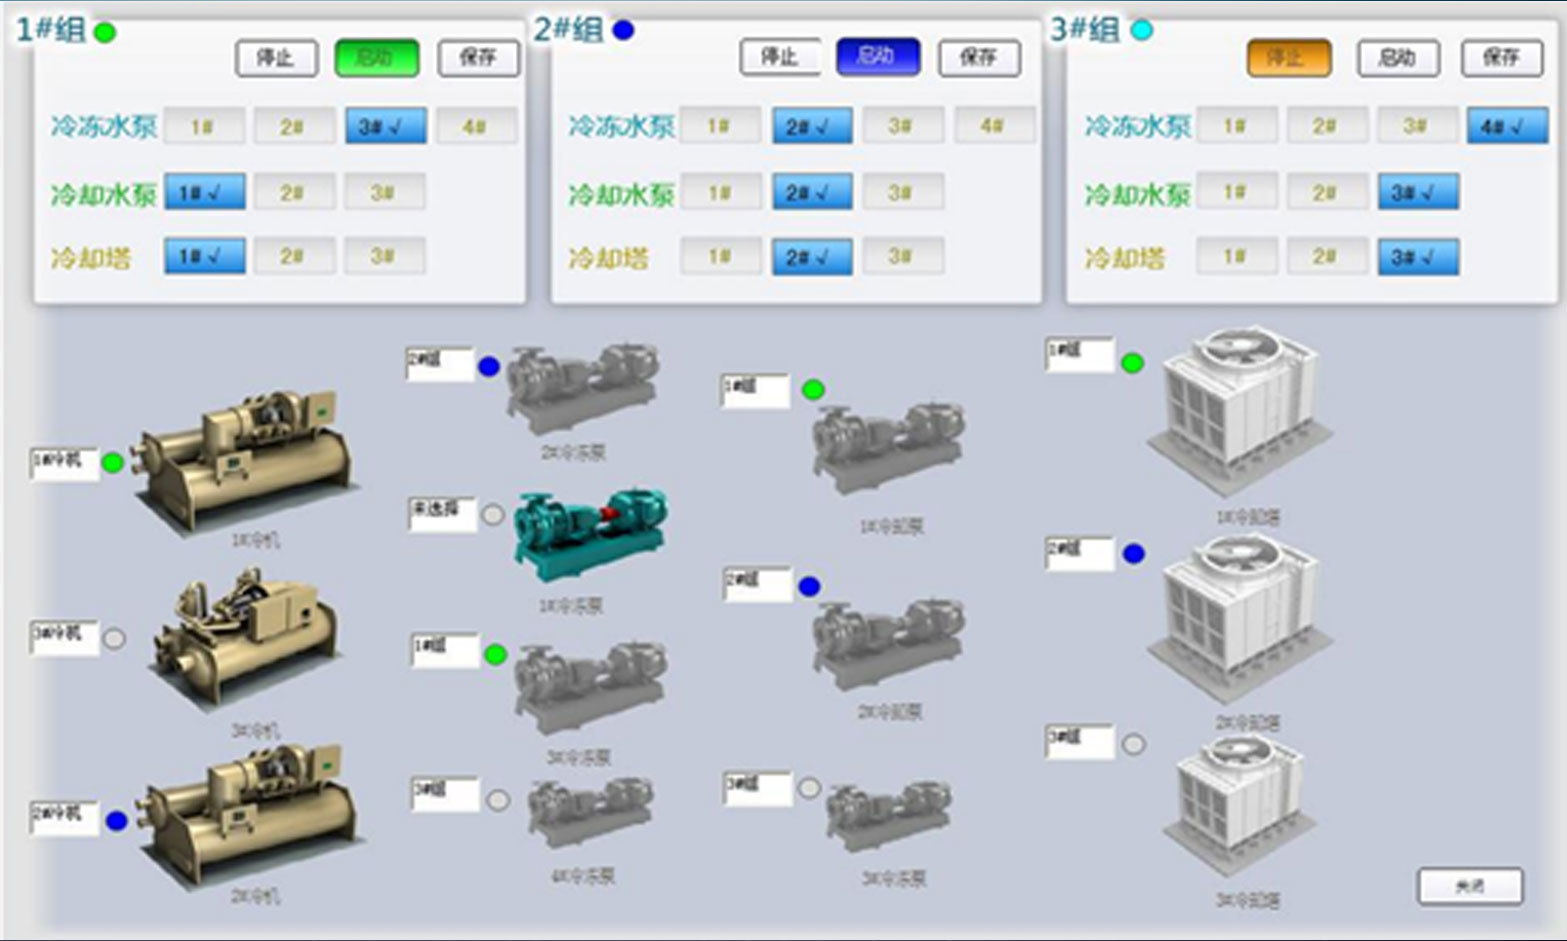 1#组
停止 启动 保存
冷冻水泵 1# 2# 3# √ 4#
冷却水泵 1# √ 2# 3#
冷却塔 1# √ 2# 3#
2#组
停止 启动 保存
冷冻水泵 1# 2# √ 3# 4#
冷却水泵 1# 2# √ 3#
冷却塔 1# 2# √ 3#
3#组
停止 启动 保存
冷冻水泵 1# 2# 3# 4# √
冷却水泵 1# 2# 3# √
冷却塔 1# 2# 3# √
1#冷机
1#冷机
3#冷机
3#冷机
2#冷机
2#冷机
2#组
2#冷冻泵
未选择
1#冷冻泵
1#组
3#冷冻泵
3#组
4#冷冻泵
1#组
1#冷却泵
2#组
2#冷却泵
3#组
3#冷冻泵
1#组
1#冷却塔
2#组
2#冷却塔
3#组
3#冷却塔
关闭